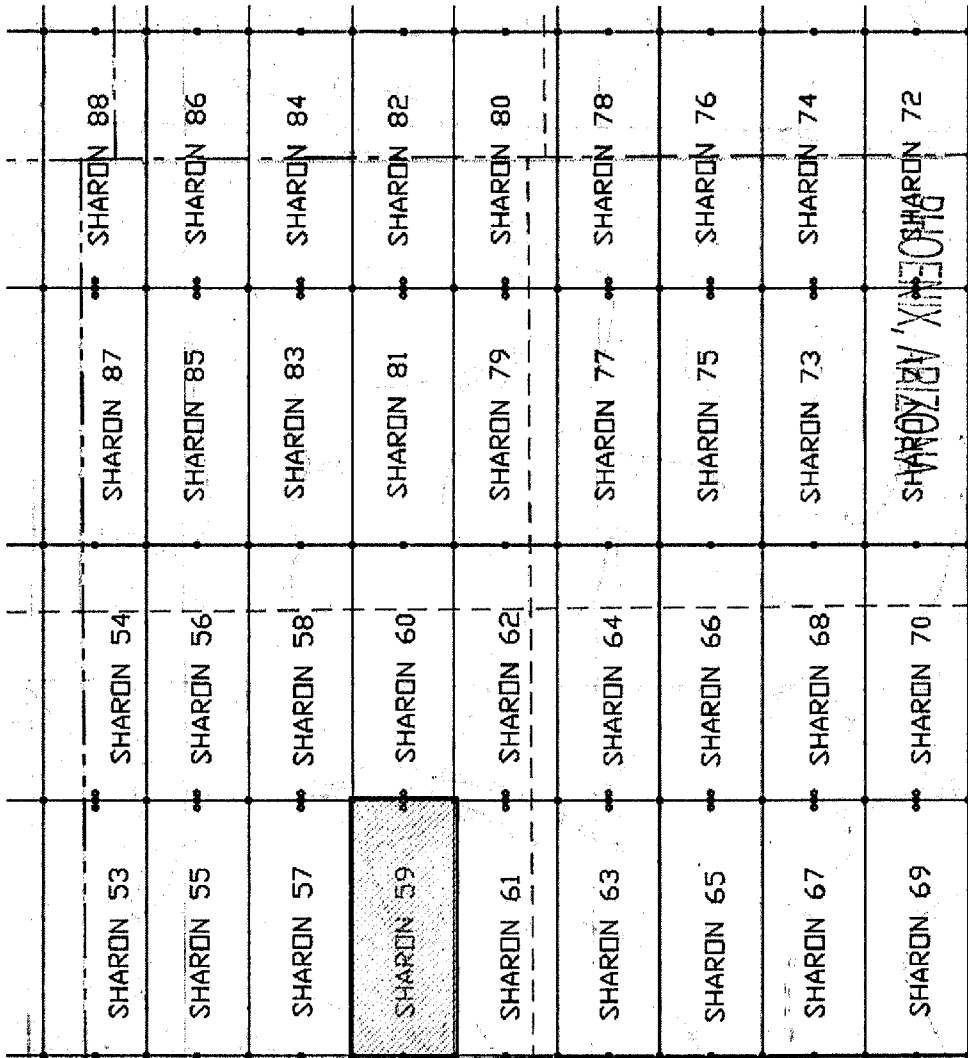 SHARON 88
SHARON 86
SHARON 84
SHARON 82
SHARON 80
SHARON 78
SHARON 76
SHARON 74
SHARON 72
PHOENIX, ARIZONA
SHARON 87
SHARON 85
SHARON 83
SHARON 81
SHARON 79
SHARON 77
SHARON 75
SHARON 73
SHARON
SHARON 54
SHARON 56
SHARON 58
SHARON 60
SHARON 62
SHARON 64
SHARON 66
SHARON 68
SHARON 70
SHARON 53
SHARON 55
SHARON 57
SHARON 59
SHARON 61
SHARON 63
SHARON 65
SHARON 67
SHARON 69